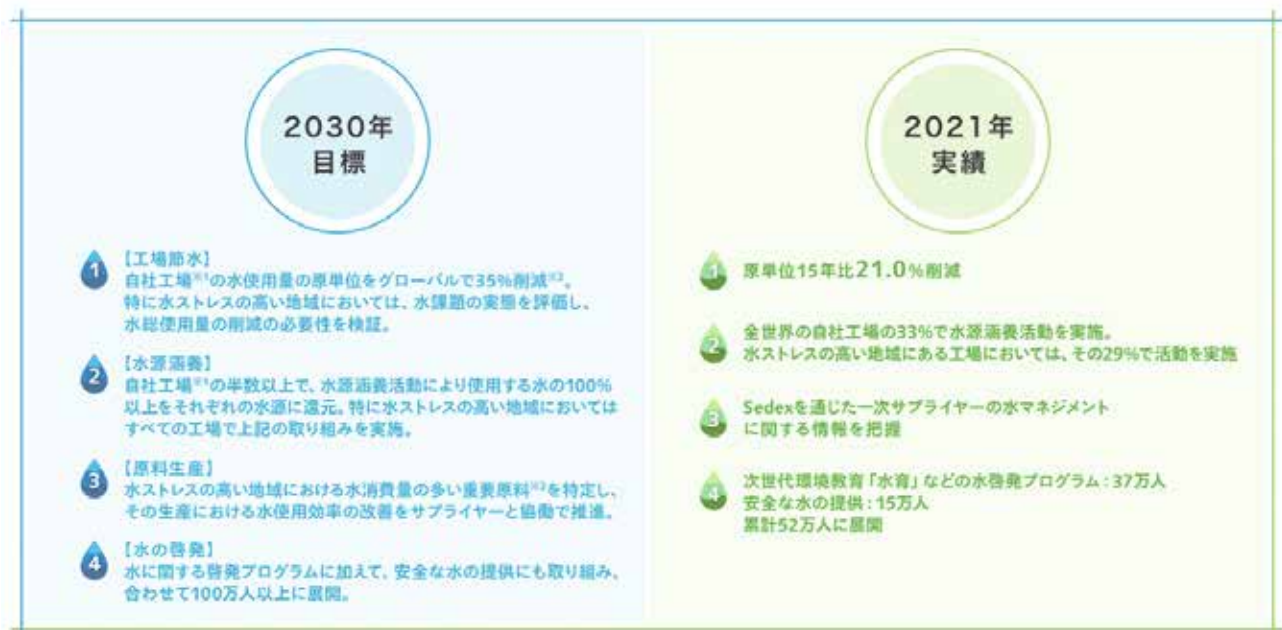 2030年
目標
1
【工場節水】
自社工場※1の水使用量の原単位をグローバルで35%削減※2。
特に水ストレスの高い地域においては、水課題の実態を評価し、
水総使用量の削減の必要性を検証。
2
【水源涵養】
自社工場※1の半数以上で、水源涵養活動により使用する水の100%
以上をそれぞれの水源に還元。特に水ストレスの高い地域においては
すべての工場で上記の取り組みを実施。
3
【原料生産】
水ストレスの高い地域における水消費量の多い重要原料※3を特定し、
その生産における水使用効率の改善をサプライヤーと協働で推進。
4
【水の啓発】
水に関する啓発プログラムに加えて、安全な水の提供にも取り組み、
合わせて100万人以上に展開。
2021年
実績
1
原単位15年比21.0%削減
2
全世界の自社工場の33%で水源涵養活動を実施。
水ストレスの高い地域にある工場においては、その29%で活動を実施
3
Sedexを通じた一次サプライヤーの水マネジメント
に関する情報を把握
4
次世代環境教育「水育」などの水啓発プログラム：37万人
安全な水の提供：15万人
累計52万人に展開